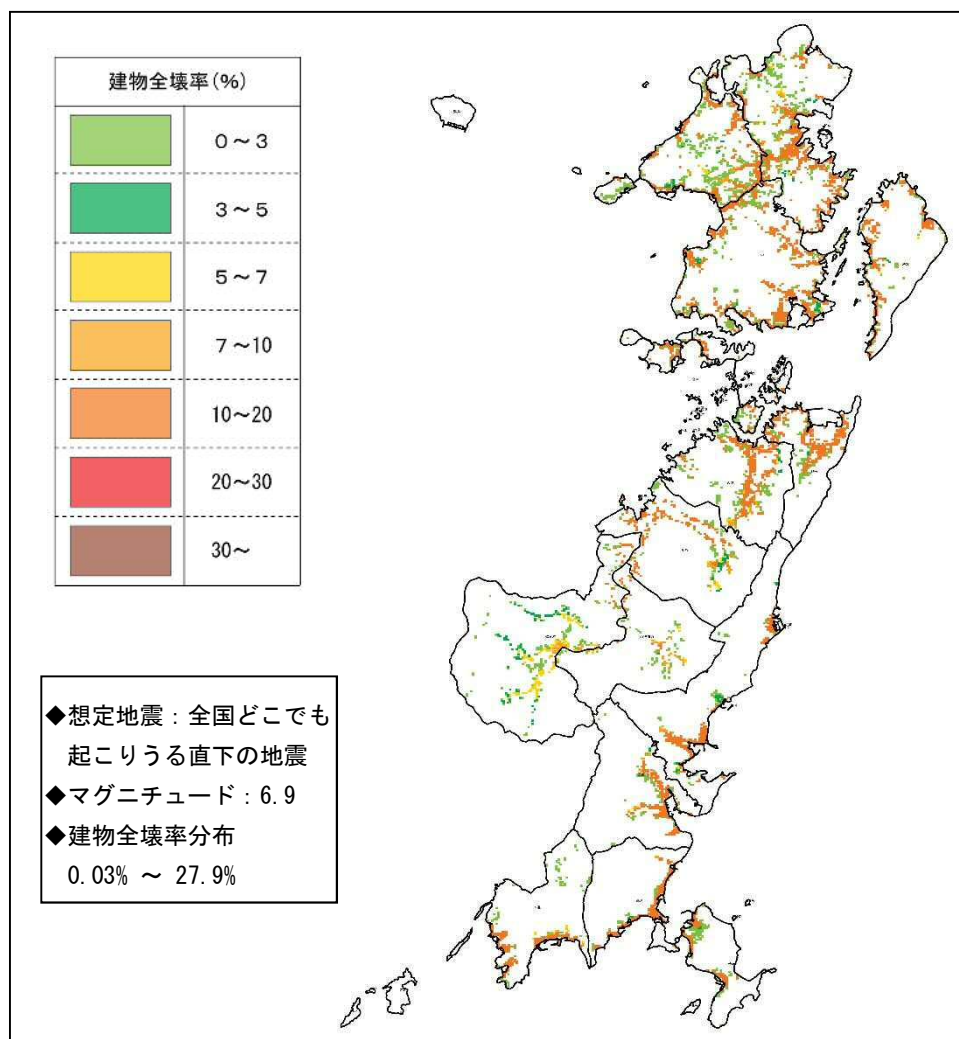 建物全壊率(%)
０～３
３～５
５～７
７～10
10～20
20～30
30～
◆想定地震：全国どこでも
起こりうる直下の地震
◆マグニチュード：6.9
◆建物全壊率分布
0.03% ～ 27.9%